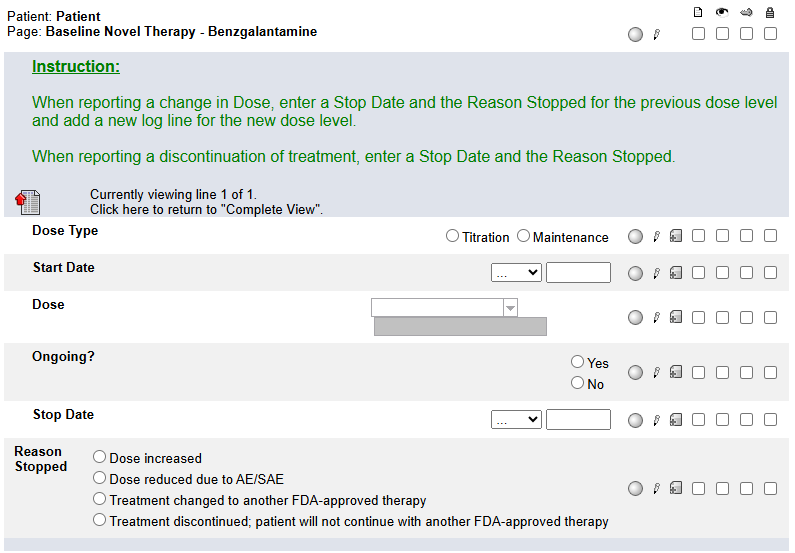 Patient: Patient
Page: Baseline Novel Therapy - Benzgalantamine
Instruction:
When reporting a change in Dose, enter a Stop Date and the Reason Stopped for the previous dose level
and add a new log line for the new dose level.
When reporting a discontinuation of treatment, enter a Stop Date and the Reason Stopped.
Currently viewing line 1 of 1.
Click here to return to "Complete View".
Dose Type
Titration Maintenance
Start Date
...
Dose
Ongoing?
Yes
No
Stop Date
...
Reason
Stopped
Dose increased
Dose reduced due to AE/SAE
Treatment changed to another FDA-approved therapy
Treatment discontinued; patient will not continue with another FDA-approved therapy